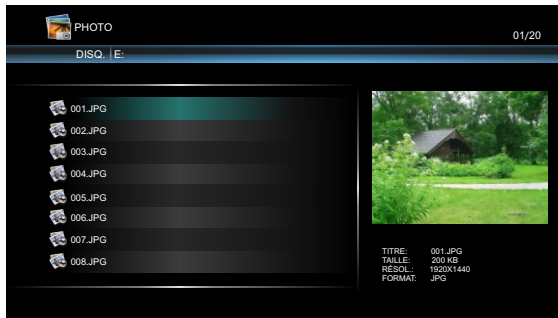 PHOTO
01/20
DISQ. E:
001.JPG
002.JPG
003.JPG
004.JPG
005.JPG
006.JPG
007.JPG
008.JPG
TITRE: 001.JPG
TAILLE: 200 KB
RÉSOL.: 1920X1440
FORMAT: JPG